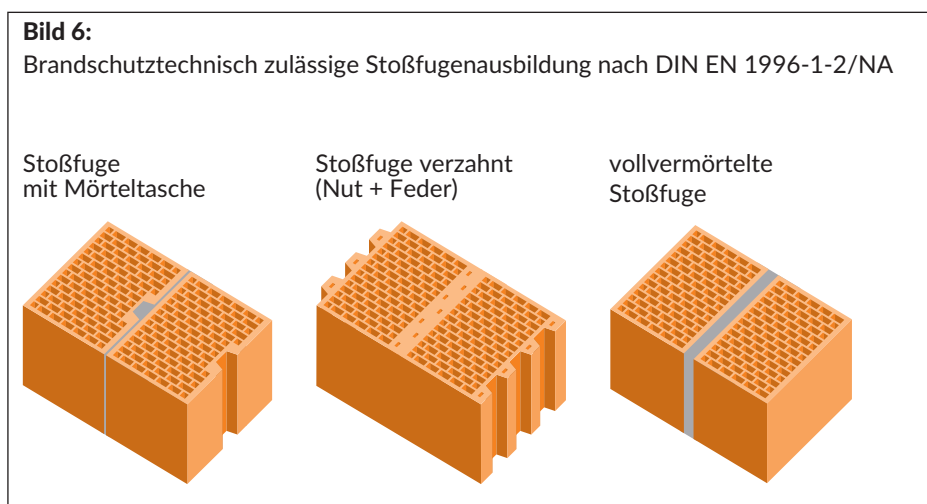 Bild 6:
Brandschutztechnisch zulässige Stoßfugenausbildung nach DIN EN 1996-1-2/NA
Stoßfuge
mit Mörteltasche
Stoßfuge verzahnt
(Nut + Feder)
vollvermörtelte
Stoßfuge